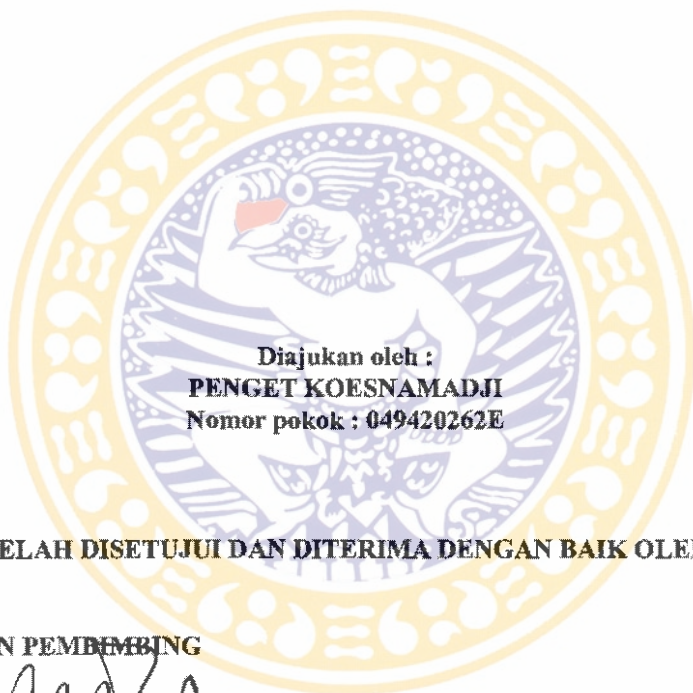 Diajukan oleh :
PENGET KOESNAMADJI
Nomor pokok : 049420262E
ELAH DISETUJUI DAN DITERIMA DENGAN BAIK OLE
N PEMBIMBING